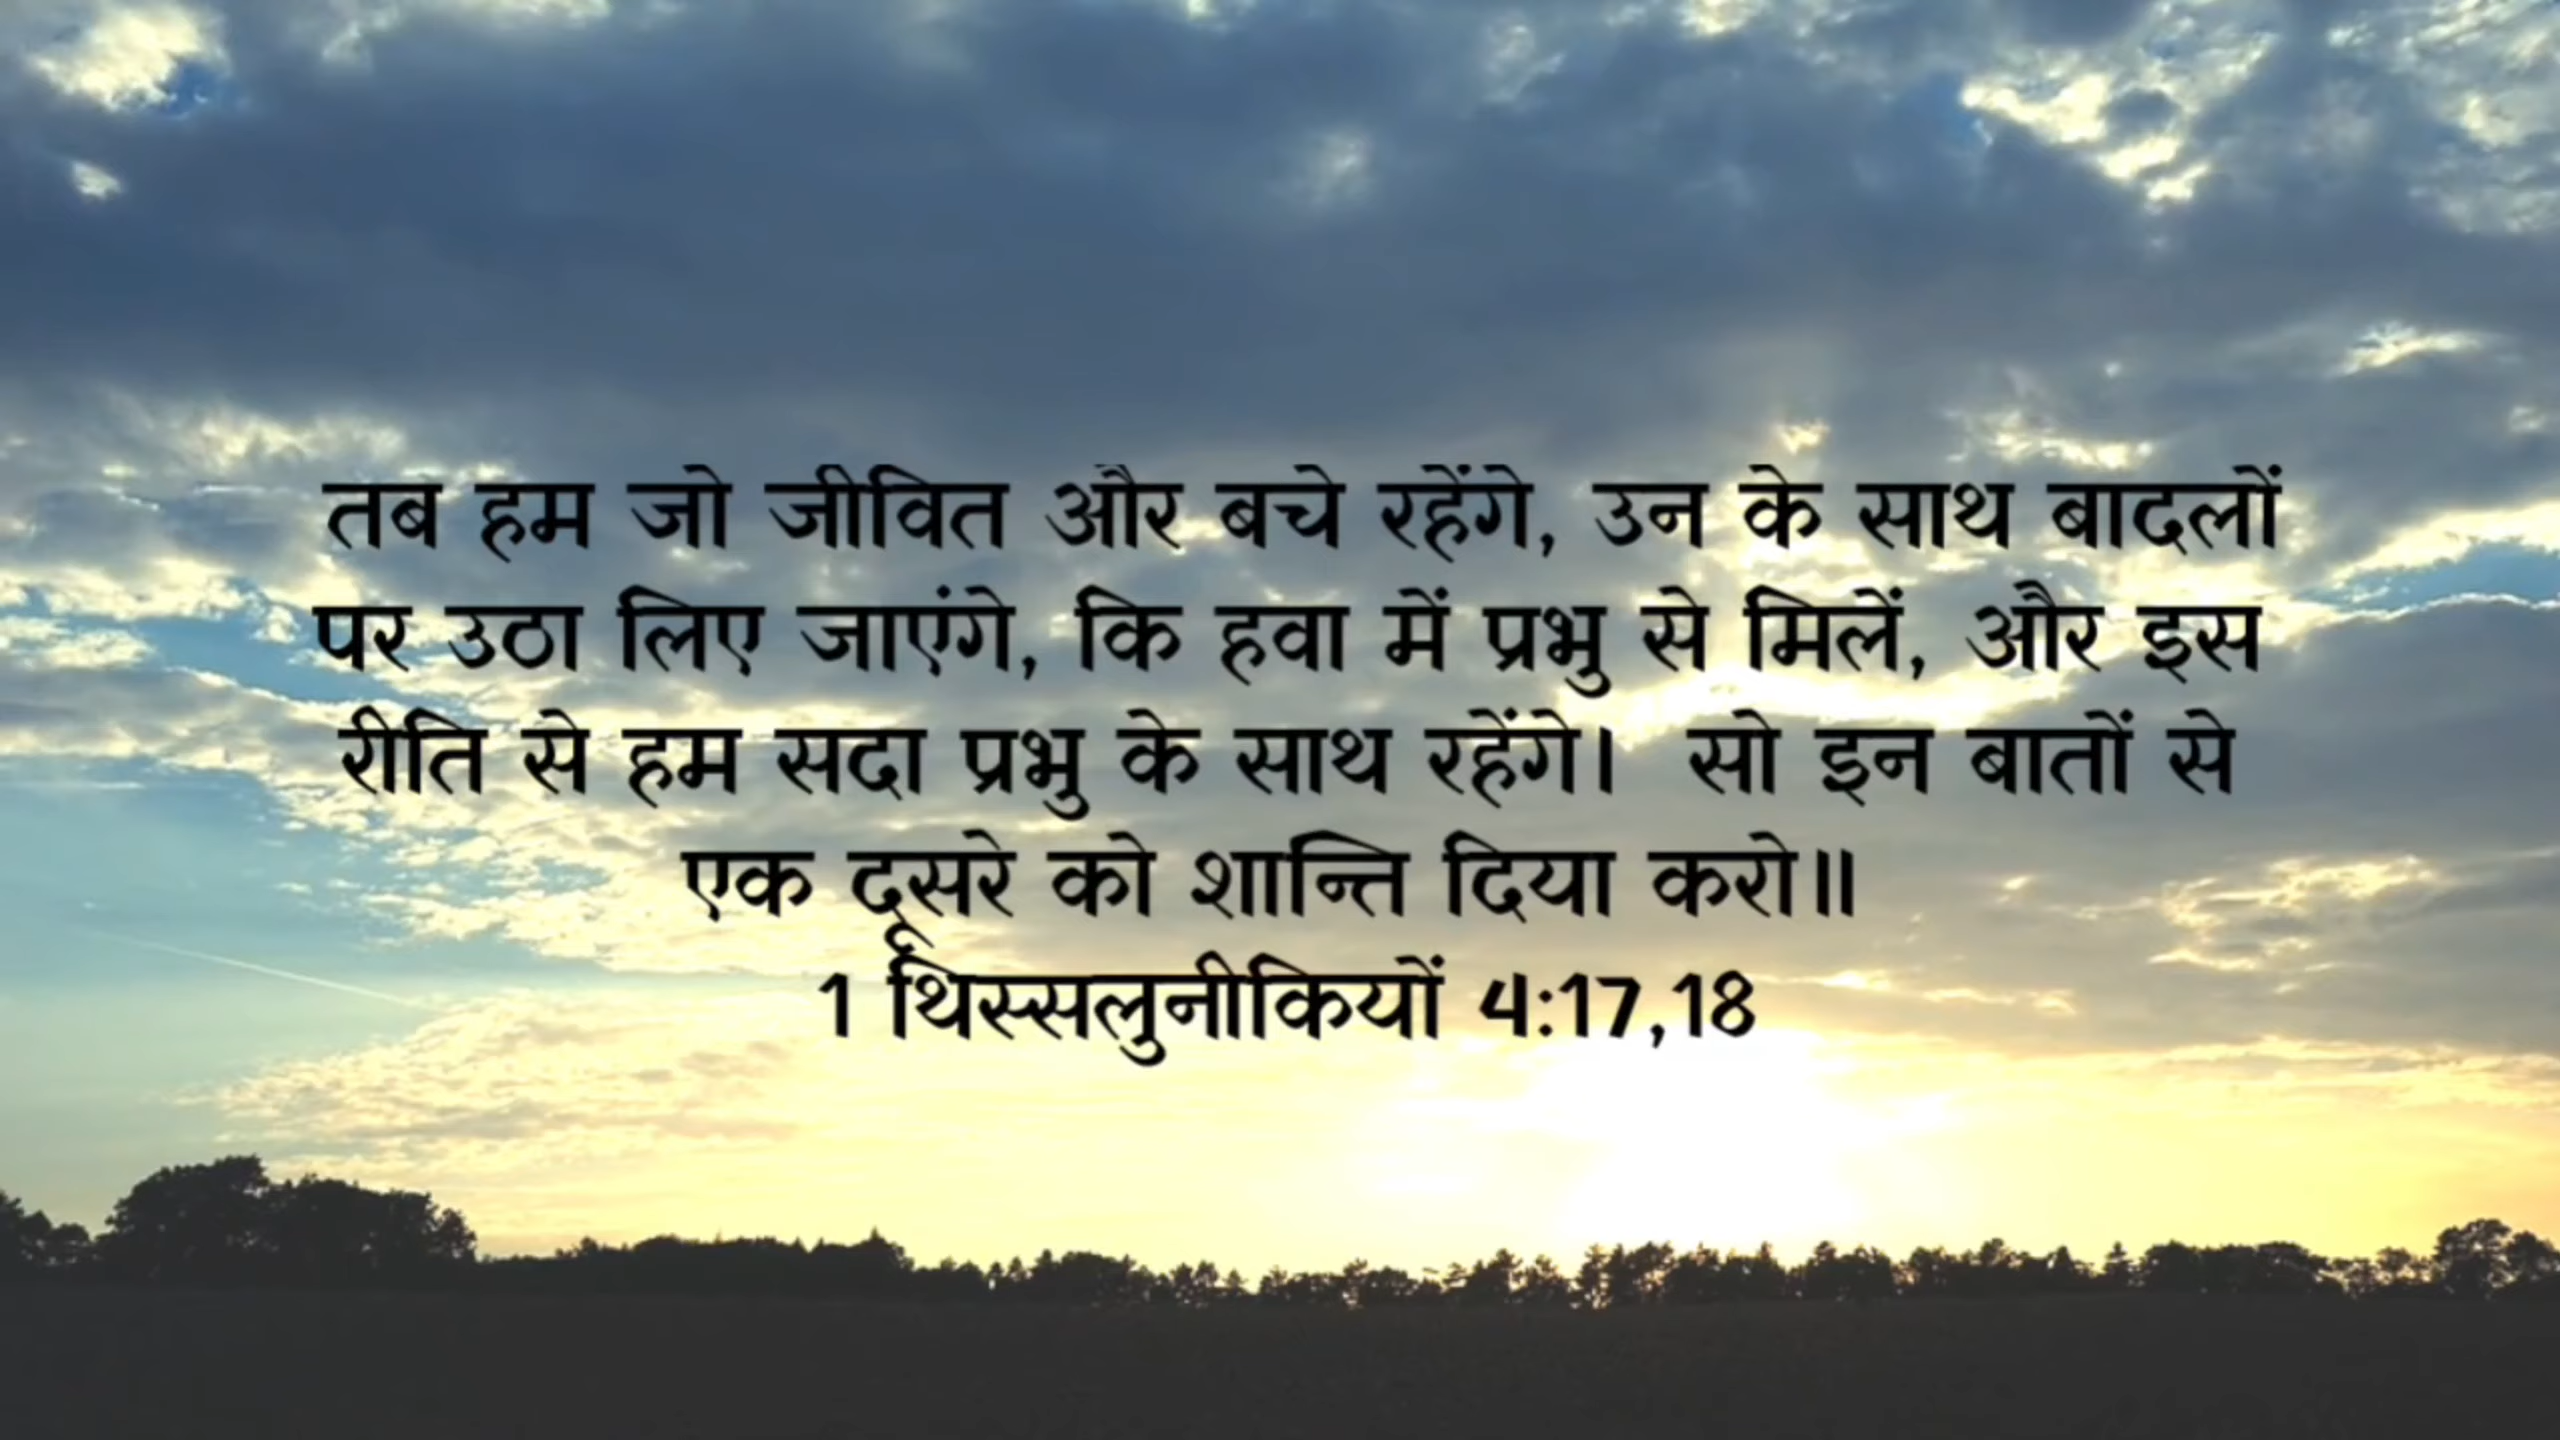 तब हम जो जीवित और बचे रहेंगे, उन के साथ बादलों
पर उठा लिए जाएंगे, कि हवा में प्रभु से मिलें, और इस
रीति से हम सदा प्रभु के साथ रहेंगे। सो इन बातों से
एक दूसरे को शान्ति दिया करो॥
1 थिस्सलुनीकियों 4:17,18